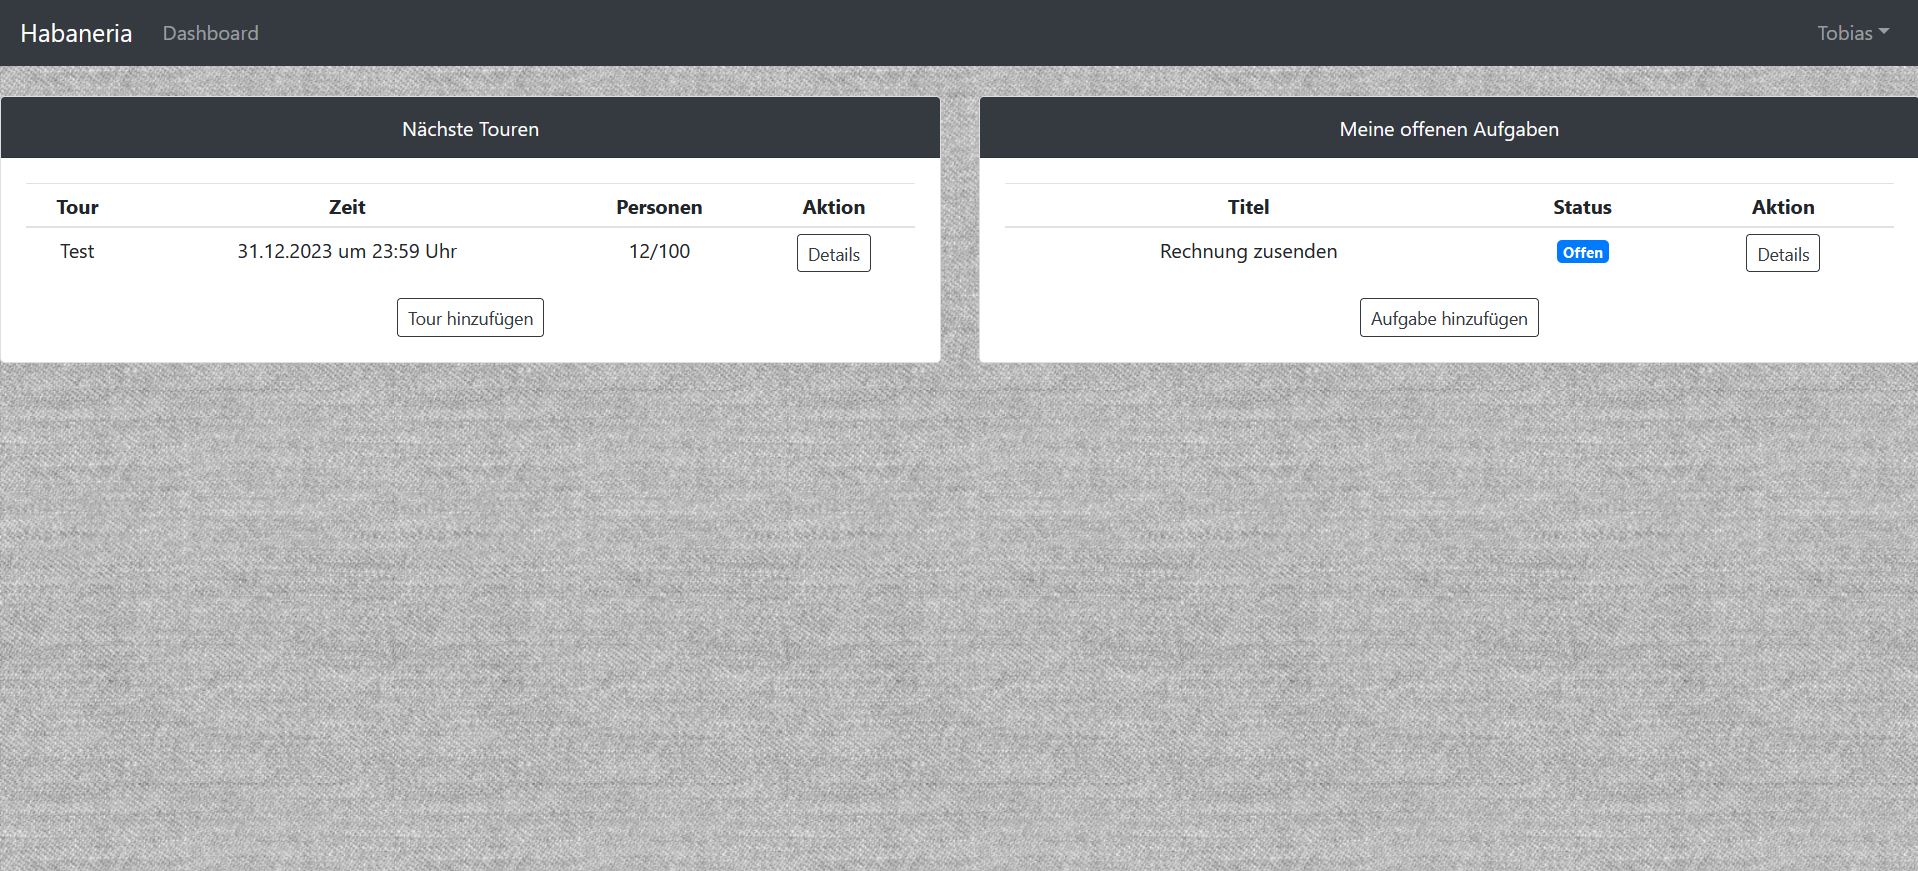 Habaneria Dashboard Tobias
Nächste Touren
Tour Zeit Personen Aktion
Test 31.12.2023 um 23:59 Uhr 12/100 Details
Tour hinzufügen
Meine offenen Aufgaben
Titel Status Aktion
Rechnung zusenden Offen Details
Aufgabe hinzufügen